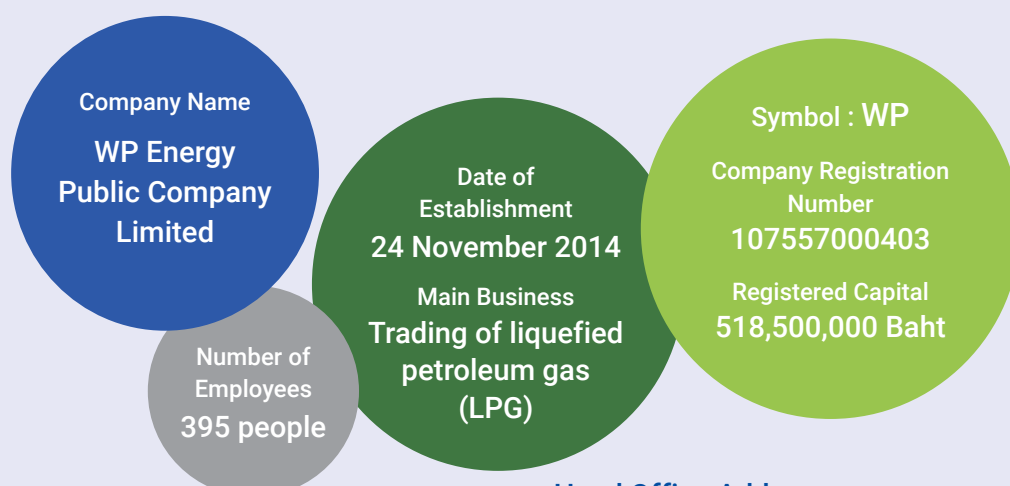 Company Name
WP Energy
Public Company
Limited
Number of
Employees
395 people
Date of
Establishment
24 November 2014
Main Business
Trading of liquefied
petroleum gas
(LPG)
Symbol : WP
Company Registration
Number
107557000403
Registered Capital
518,500,000 Baht